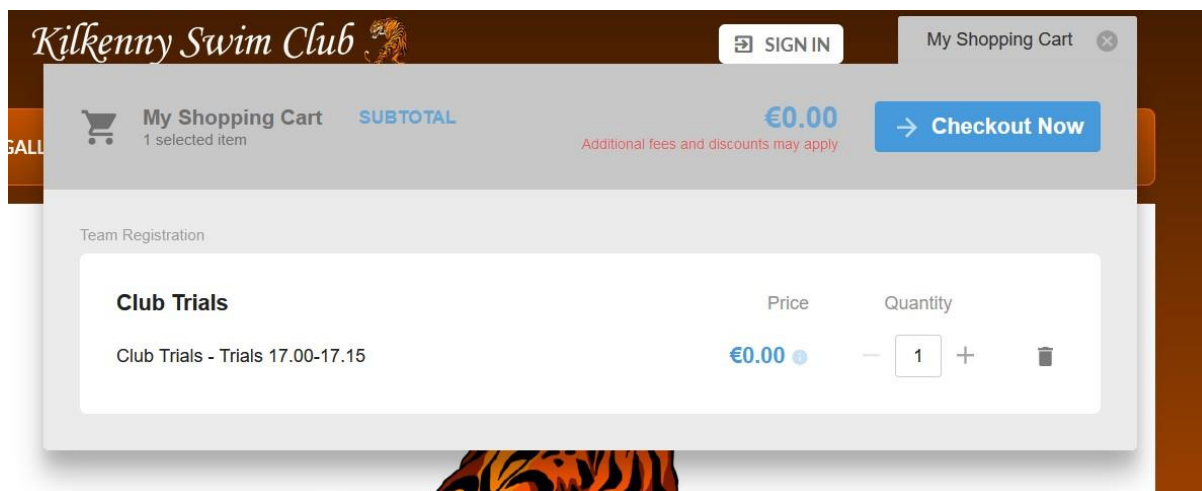 Kilkenny Swim Club
SIGN IN
My Shopping Cart
GALL
My Shopping Cart SUBTOTAL €0.00
1 selected item
Additional fees and discounts may apply
Checkout Now
Team Registration
Club Trials Price Quantity
Club Trials - Trials 17.00-17.15 €0.00 1